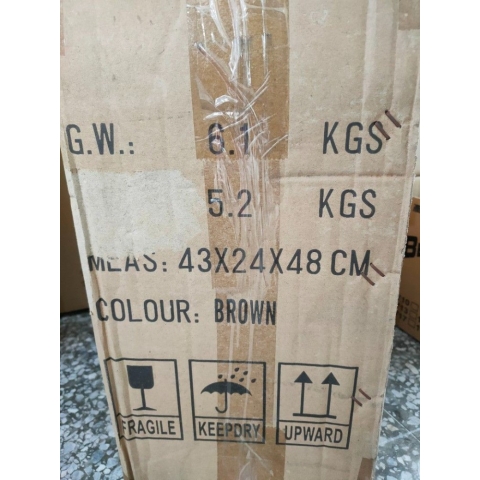 G.W.: 6.1 KGS
5.2 KGS
MEAS: 43X24X48 CM
COLOUR: BROWN
FRAGILE KEEPDRY UPWARD